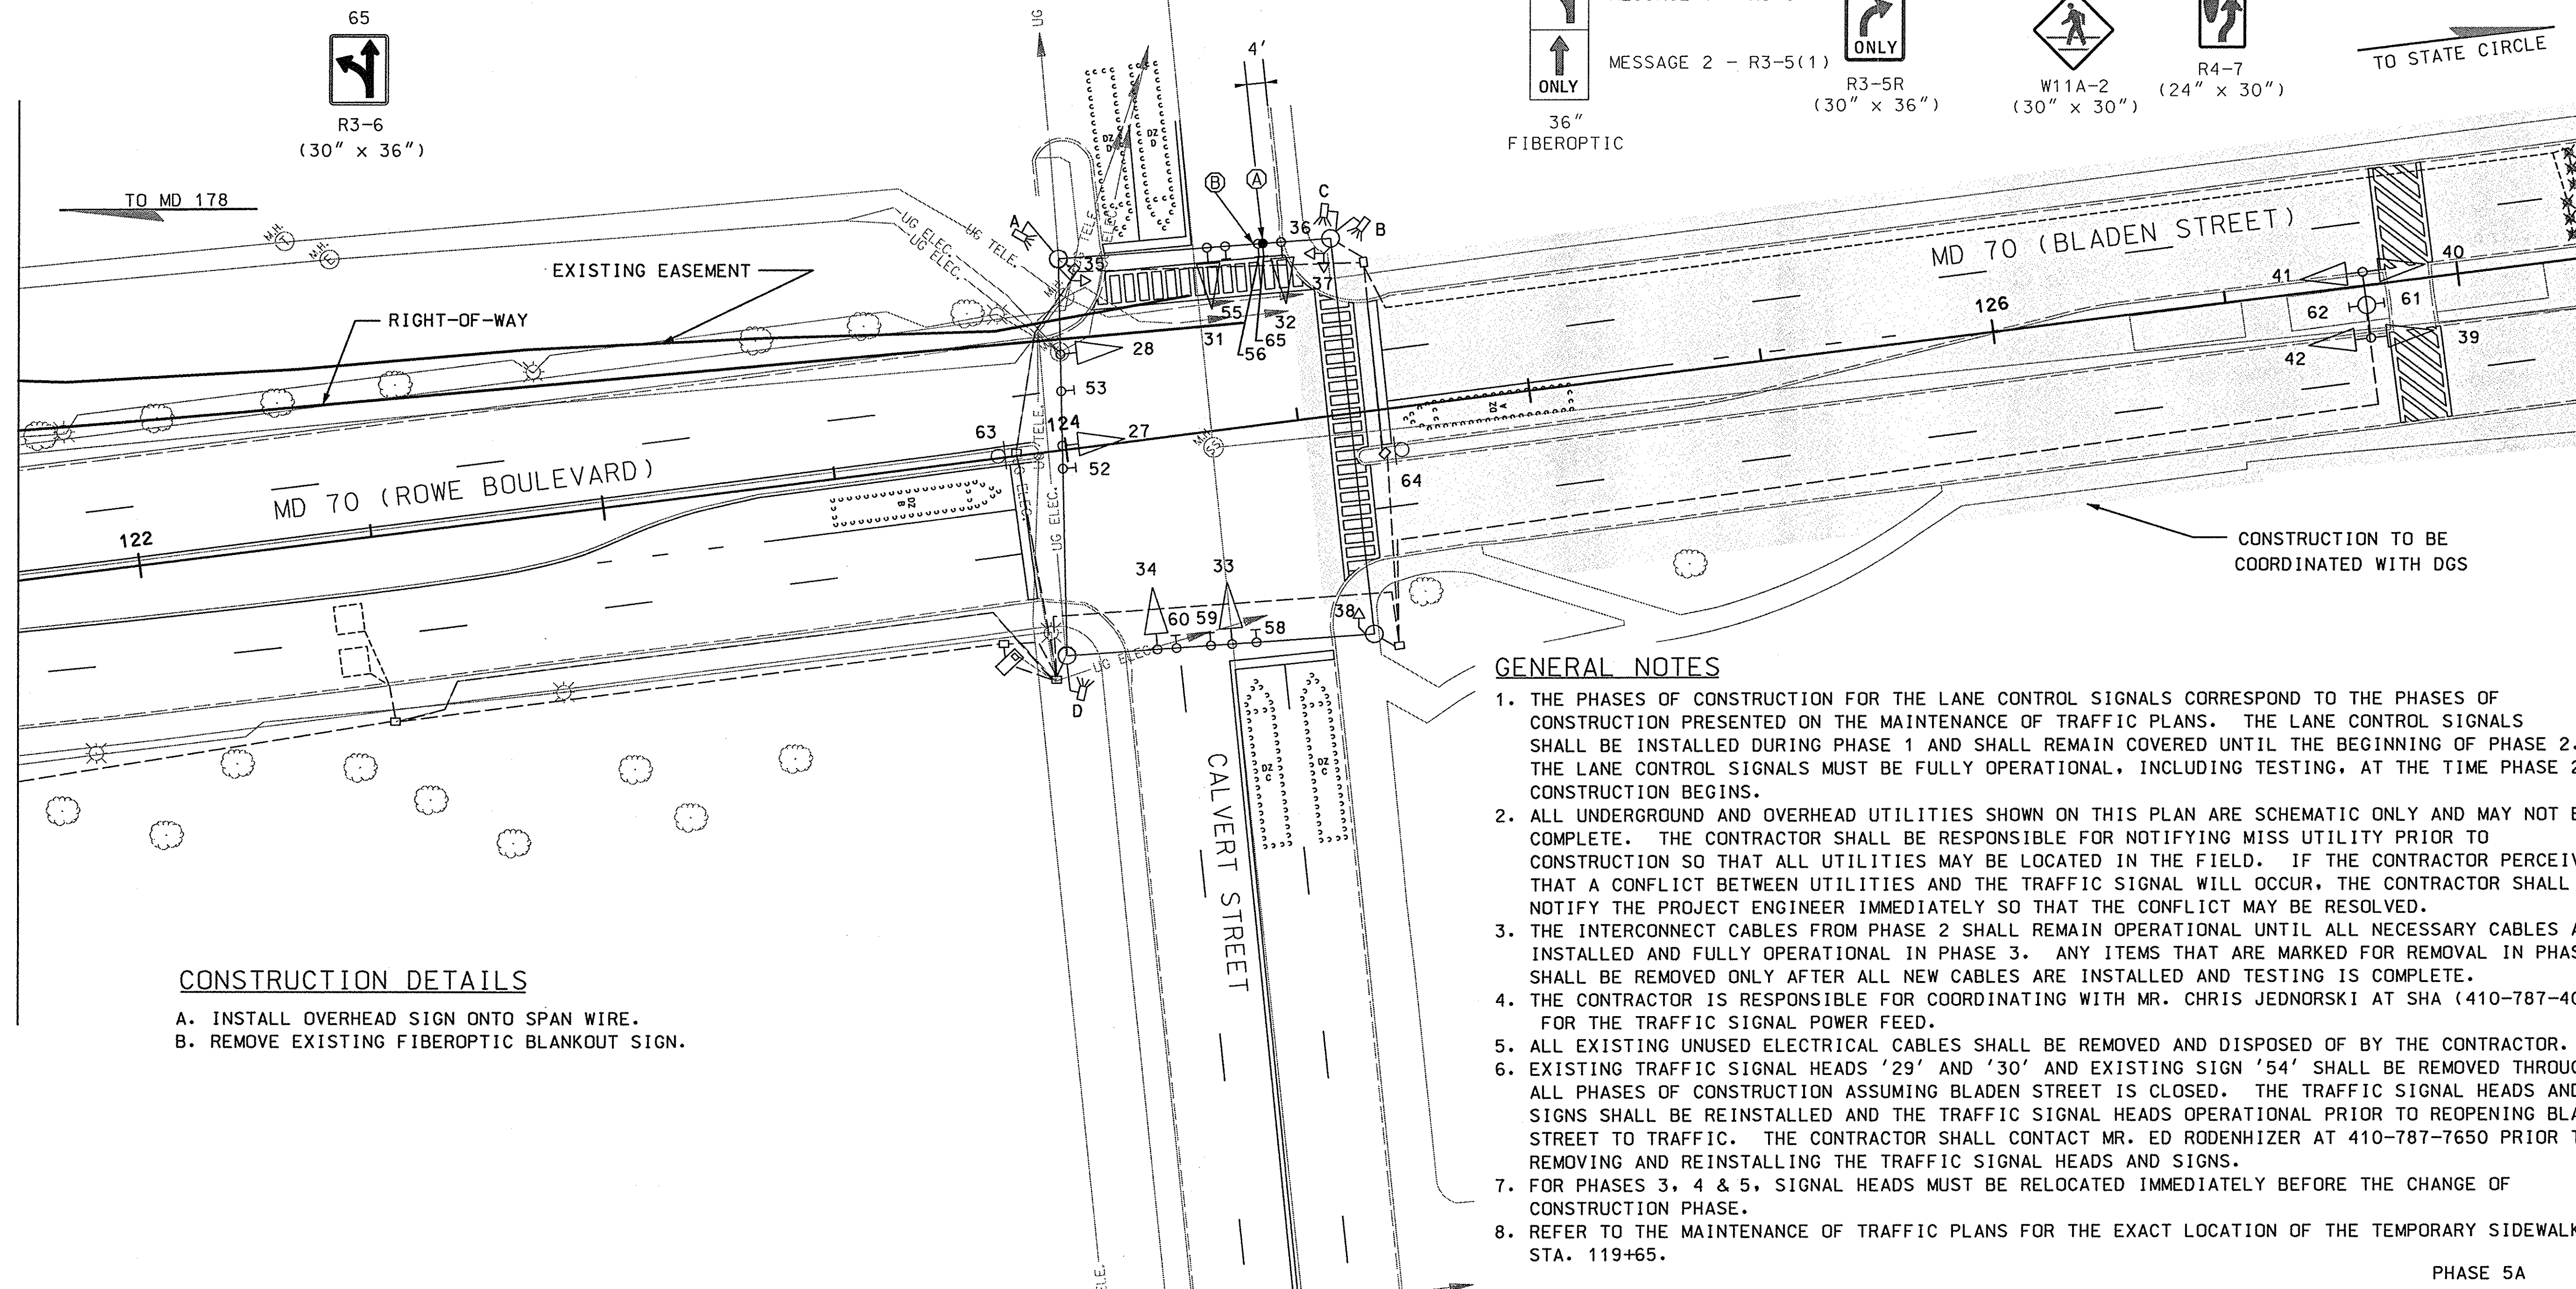 65
R3-6
(30" x 36")
TO MD 178
ONLY
MESSAGE 2 - R3-5(1)
36"
FIBEROPTIC
ONLY
R3-5R
(30" x 36")
W11A-2
(30" x 30")
R4-7
(24" x 30")
TO STATE CIRCLE
4'
UG
DZ
D
DZ
D
B
A
C
B
A
36
35
37
UG ELEC.
UG ELEC.
UG TELE.
EXISTING EASEMENT
RIGHT-OF-WAY
55
31
32
65
56
28
53
124
27
52
63
64
MD 70 (BLADEN STREET)
126
41
40
62
61
42
39
DZ
A
MD 70 (ROWE BOULEVARD)
122
DZ
B
UG TELE.
UG ELEC.
34
33
60
59
58
38
UG ELEC.
D
DZ
C
DZ
C
CALVERT STREET
CONSTRUCTION TO BE
COORDINATED WITH DGS
CONSTRUCTION DETAILS
A. INSTALL OVERHEAD SIGN ONTO SPAN WIRE.
B. REMOVE EXISTING FIBEROPTIC BLANKOUT SIGN.
GENERAL NOTES
1. THE PHASES OF CONSTRUCTION FOR THE LANE CONTROL SIGNALS CORRESPOND TO THE PHASES OF
CONSTRUCTION PRESENTED ON THE MAINTENANCE OF TRAFFIC PLANS. THE LANE CONTROL SIGNALS
SHALL BE INSTALLED DURING PHASE 1 AND SHALL REMAIN COVERED UNTIL THE BEGINNING OF PHASE 2.
THE LANE CONTROL SIGNALS MUST BE FULLY OPERATIONAL, INCLUDING TESTING, AT THE TIME PHASE 2
CONSTRUCTION BEGINS.
2. ALL UNDERGROUND AND OVERHEAD UTILITIES SHOWN ON THIS PLAN ARE SCHEMATIC ONLY AND MAY NOT
COMPLETE. THE CONTRACTOR SHALL BE RESPONSIBLE FOR NOTIFYING MISS UTILITY PRIOR TO
CONSTRUCTION SO THAT ALL UTILITIES MAY BE LOCATED IN THE FIELD. IF THE CONTRACTOR
THAT A CONFLICT BETWEEN UTILITIES AND THE TRAFFIC SIGNAL WILL OCCUR, THE CONTRACTOR SHALL
NOTIFY THE PROJECT ENGINEER IMMEDIATELY SO THAT THE CONFLICT MAY BE RESOLVED.
3. THE INTERCONNECT CABLES FROM PHASE 2 SHALL REMAIN OPERATIONAL UNTIL ALL NECESSARY CABLES
INSTALLED AND FULLY OPERATIONAL IN PHASE 3. ANY ITEMS THAT ARE MARKED FOR REMOVAL IN
SHALL BE REMOVED ONLY AFTER ALL NEW CABLES ARE INSTALLED AND TESTING IS COMPLETE.
4. THE CONTRACTOR IS RESPONSIBLE FOR COORDINATING WITH MR. CHRIS JEDNORSKI AT SHA (410-787-40
FOR THE TRAFFIC SIGNAL POWER FEED.
5. ALL EXISTING UNUSED ELECTRICAL CABLES SHALL BE REMOVED AND DISPOSED OF BY THE CONTRACTOR.
6. EXISTING TRAFFIC SIGNAL HEADS '29' AND '30' AND EXISTING SIGN '54' SHALL BE REMOVED
ALL PHASES OF CONSTRUCTION ASSUMING BLADEN STREET IS CLOSED. THE TRAFFIC SIGNAL HEADS AND
SIGNS SHALL BE REINSTALLED AND THE TRAFFIC SIGNAL HEADS OPERATIONAL PRIOR TO REOPENING
STREET TO TRAFFIC. THE CONTRACTOR SHALL CONTACT MR. ED RODENHIZER AT 410-787-7650 PRIOR
REMOVING AND REINSTALLING THE TRAFFIC SIGNAL HEADS AND SIGNS.
7. FOR PHASES 3, 4 & 5, SIGNAL HEADS MUST BE RELOCATED IMMEDIATELY BEFORE THE CHANGE OF
CONSTRUCTION PHASE.
8. REFER TO THE MAINTENANCE OF TRAFFIC PLANS FOR THE EXACT LOCATION OF THE TEMPORARY SIDEWALK
STA. 119+65.
PHASE 5A